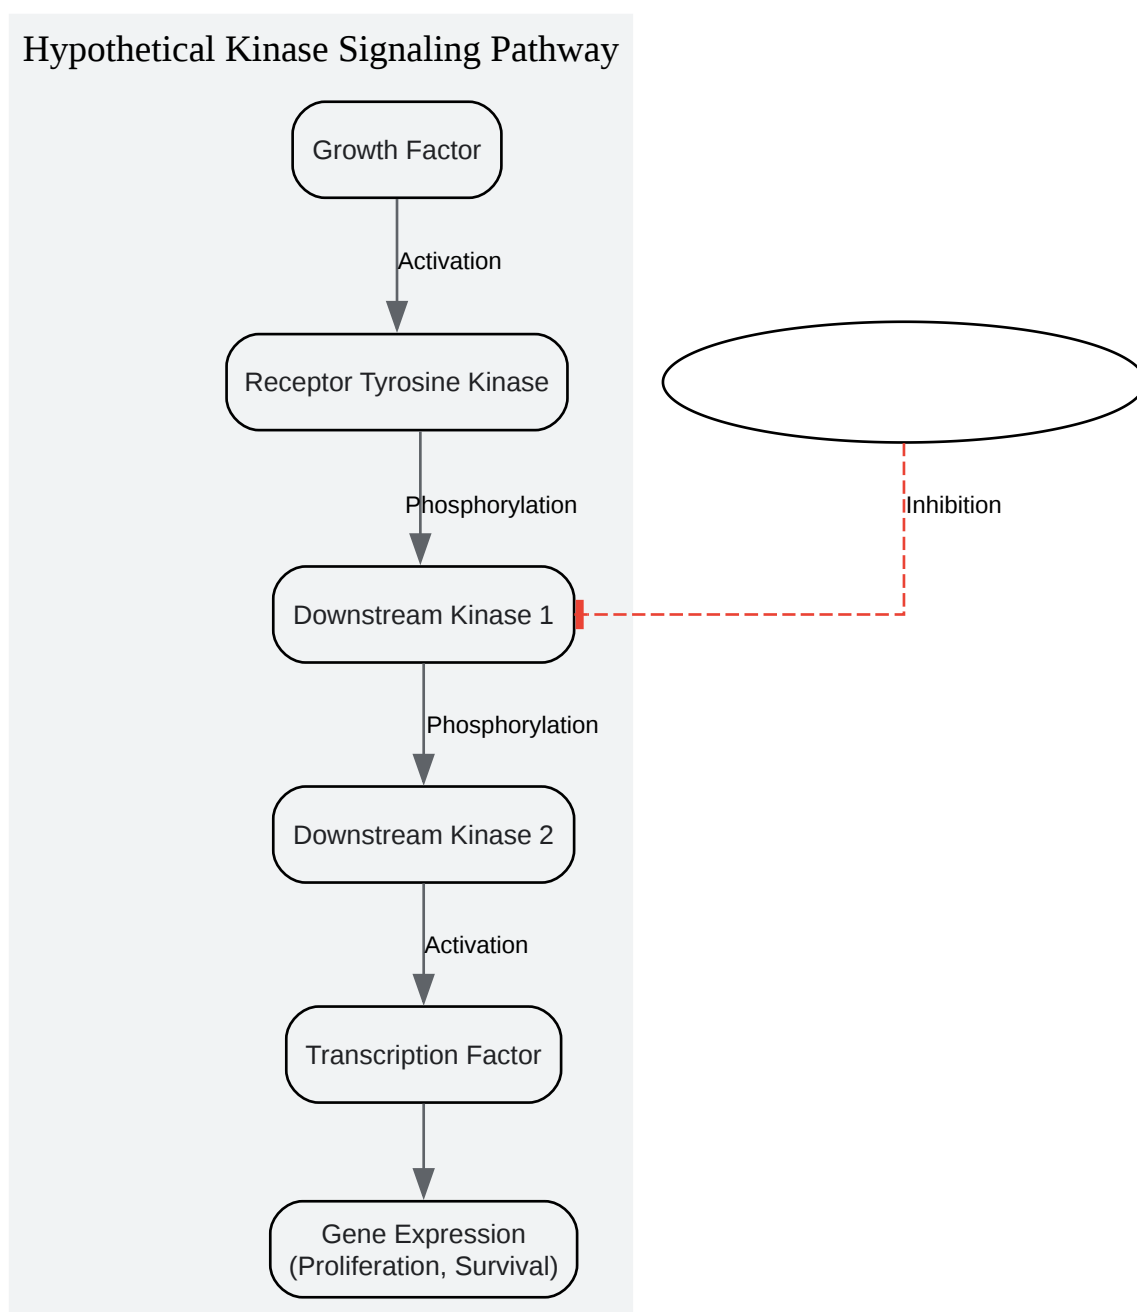 Hypothetical Kinase Signaling Pathway
Growth Factor
Activation
Receptor Tyrosine Kinase
Phosphorylation
Inhibition
Downstream Kinase 1
Phosphorylation
Downstream Kinase 2
Activation
Transcription Factor
Gene Expression
(Proliferation, Survival)